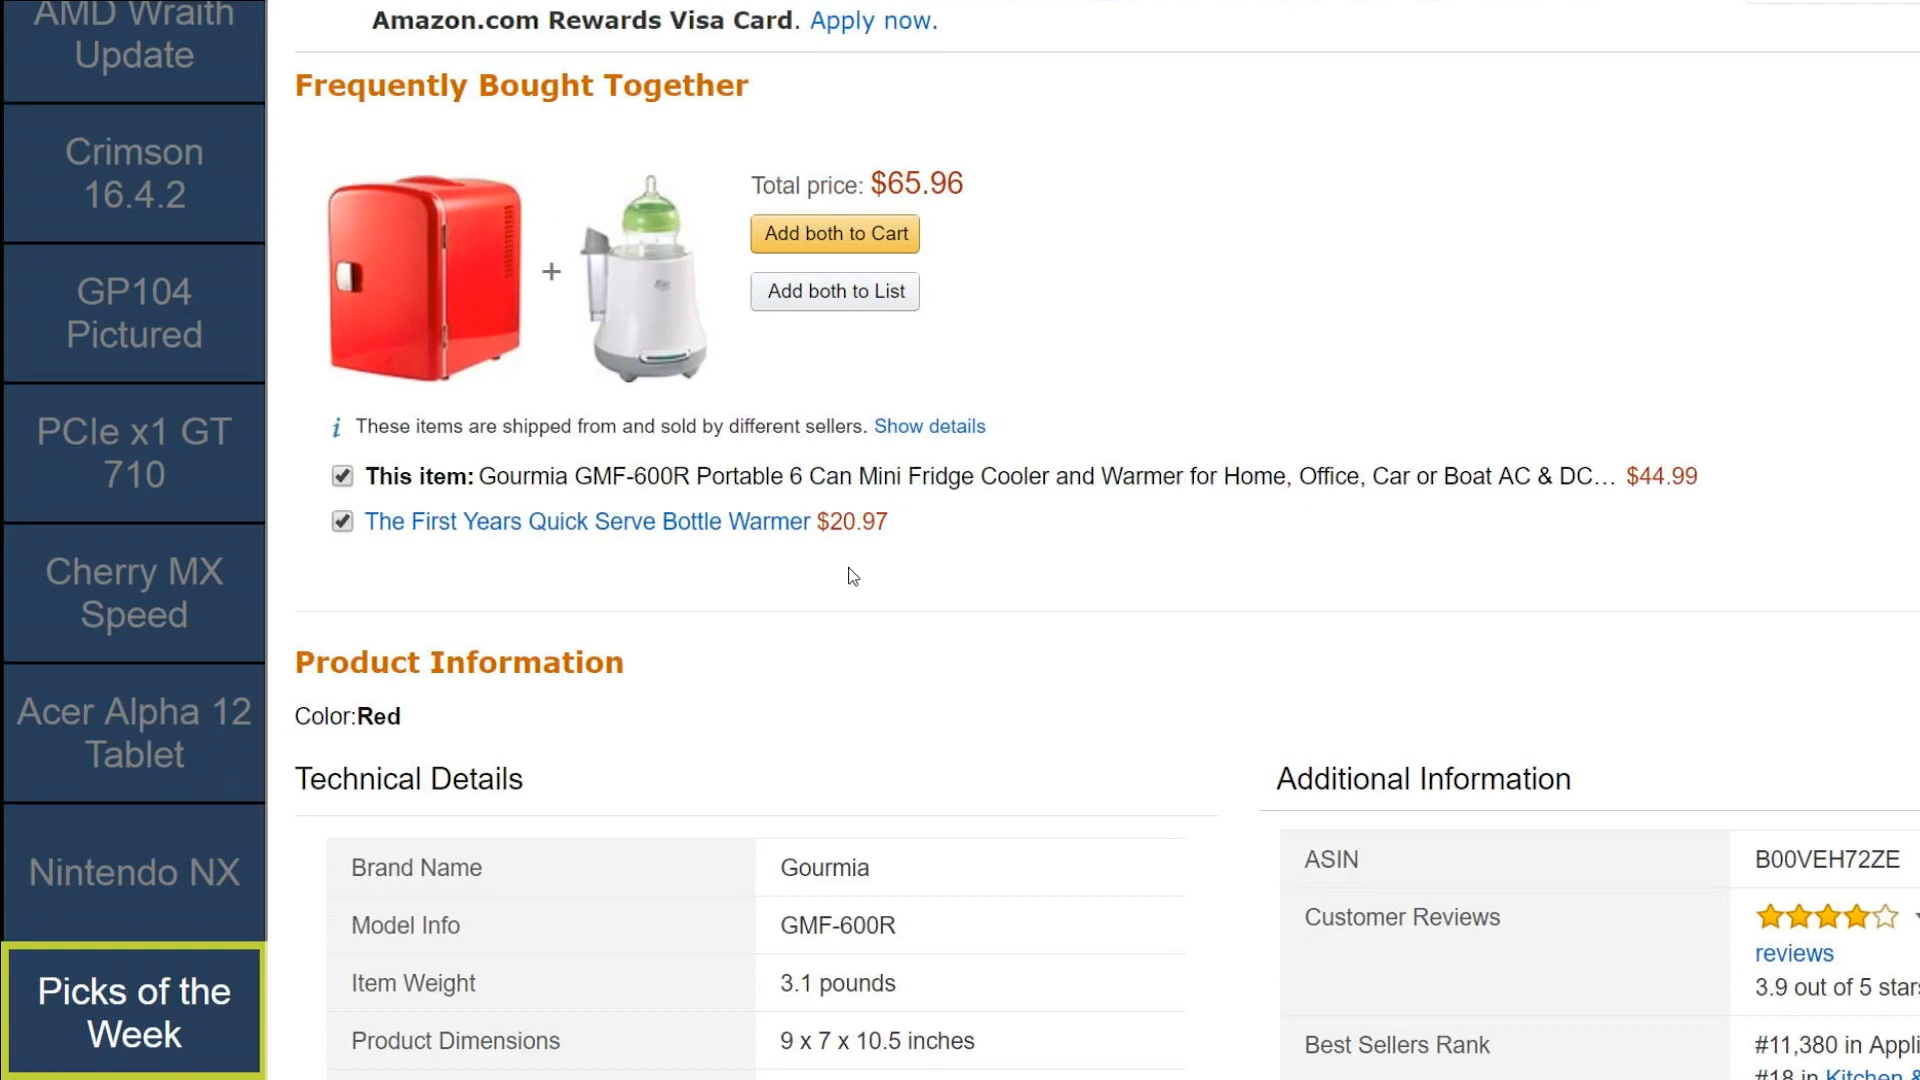 AMD Wraith
Update
Crimson
16.4.2
GP104
Pictured
PCIe x1 GT
710
Cherry MX
Speed
Acer Alpha 12
Tablet
Nintendo NX
Picks of the
Week
Amazon.com Rewards Visa Card. Apply now.
Frequently Bought Together
+
Total price: $65.96
Add both to Cart
Add both to List
i These items are shipped from and sold by different sellers. Show details
This item: Gourmia GMF-600R Portable 6 Can Mini Fridge Cooler and Warmer for Home, Office, Car or Boat AC & DC… $44.99
The First Years Quick Serve Bottle Warmer $20.97
Product Information
Color:Red
Technical Details
Brand Name Gourmia
Model Info GMF-600R
Item Weight 3.1 pounds
Product Dimensions 9 x 7 x 10.5 inches
Additional Information
ASIN B00VEH72ZE
Customer Reviews
reviews
3.9 out of 5 stars
Best Sellers Rank #11,380 in Appli
#18 in Kitchen &